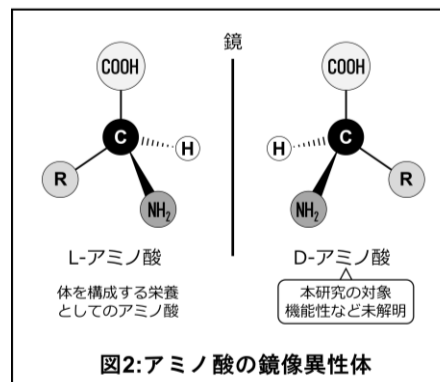 鏡
COOH
C
H
R
NH₂
L-アミノ酸
体を構成する栄養
としてのアミノ酸
COOH
H
C
R
NH₂
D-アミノ酸
本研究の対象
機能性など未解明
図2:アミノ酸の鏡像異性体